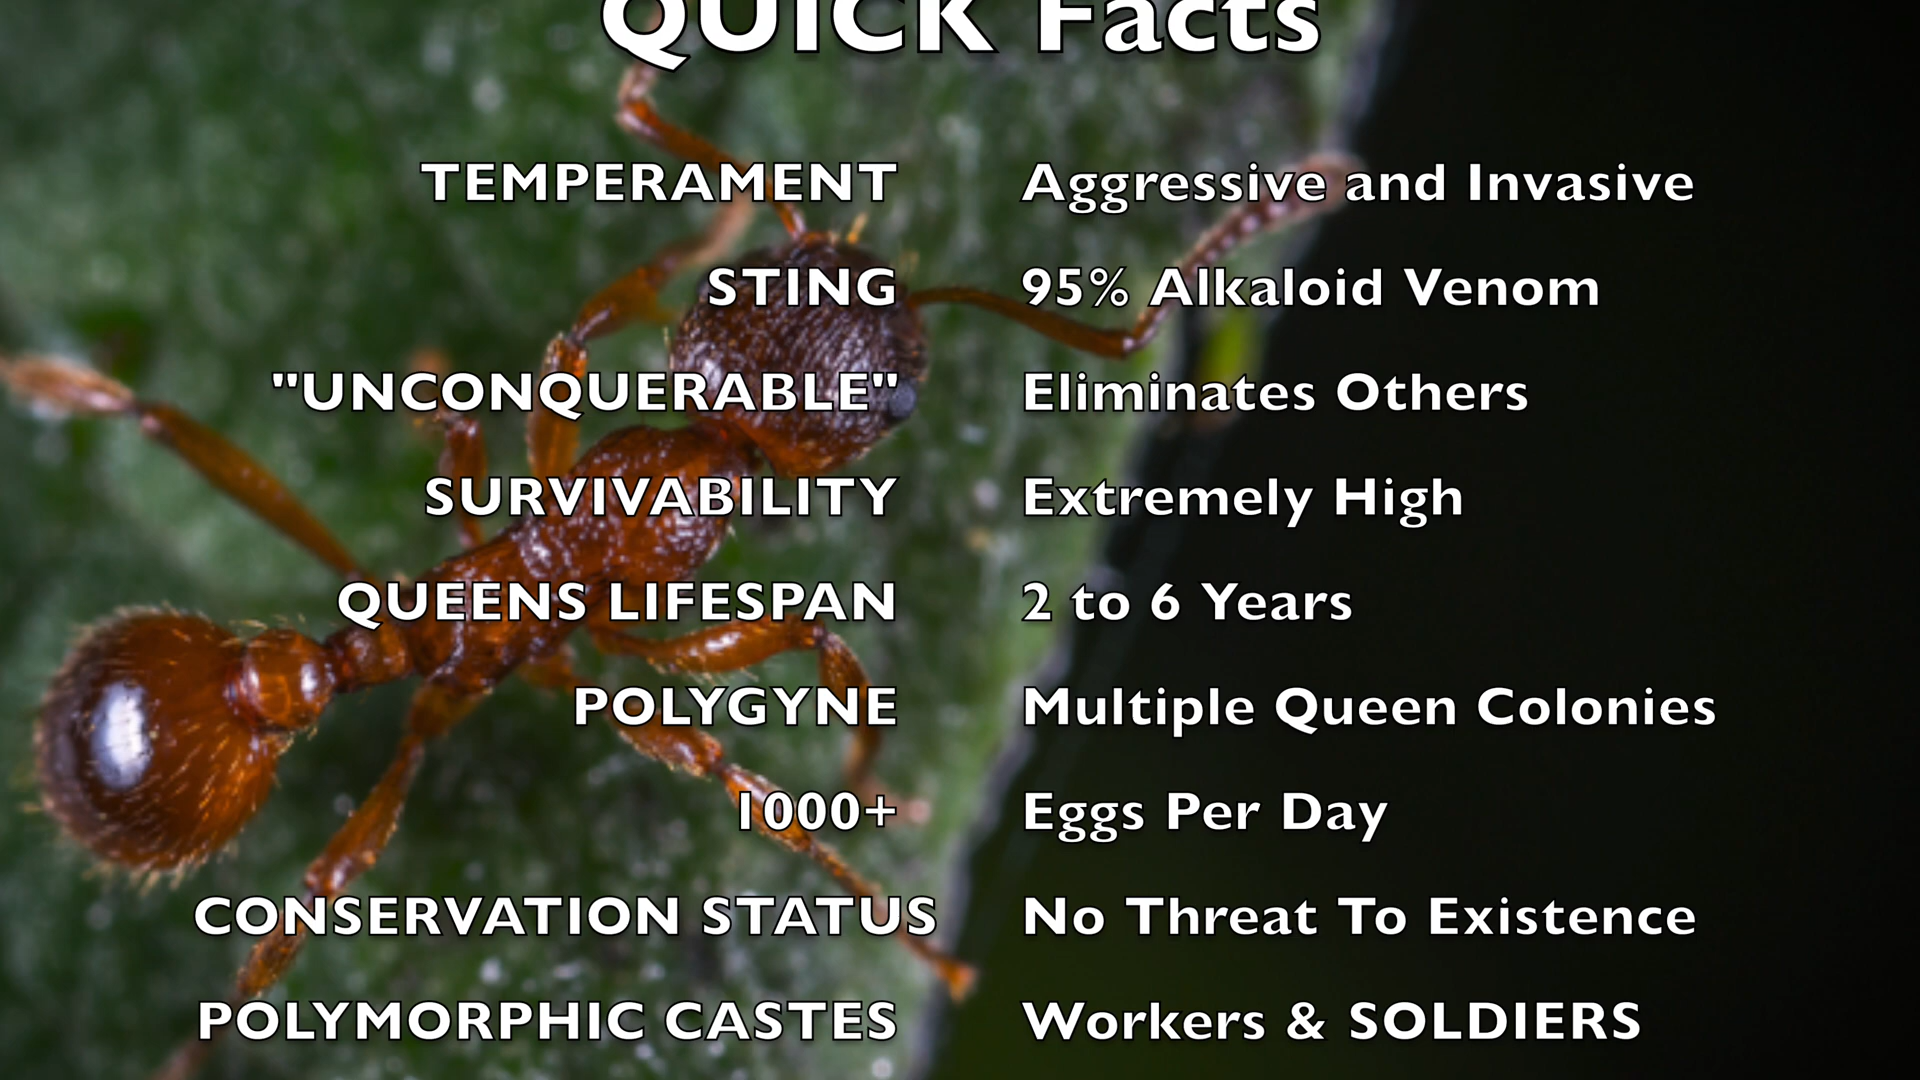 QUICK Facts
TEMPERAMENT Aggressive and Invasive
STING 95% Alkaloid Venom
"UNCONQUERABLE" Eliminates Others
SURVIVABILITY Extremely High
QUEENS LIFESPAN 2 to 6 Years
POLYGYNE Multiple Queen Colonies
1000+ Eggs Per Day
CONSERVATION STATUS No Threat To Existence
POLYMORPHIC CASTES Workers & SOLDIERS